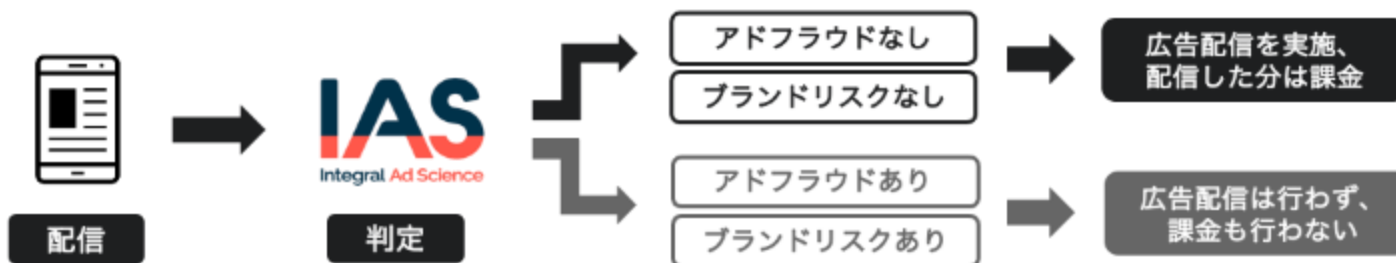 配信
IAS
Integral Ad Science
判定
アドフラウドなし
ブランドリスクなし
広告配信を実施、
配信した分は課金
アドフラウドあり
ブランドリスクあり
広告配信は行わず、
課金も行わない